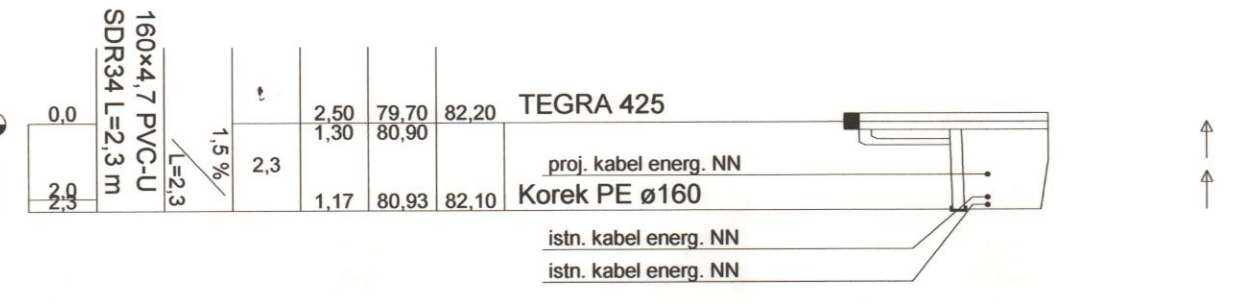 160×4,7 PVC-U
SDR34 L=2,3 m
0,0
2,0
2,3
1,5 %
L=2,3
2,3
2,50 79,70 82,20 TEGRA 425
1,30 80,90
proj. kabel energ. NN
1,17 80,93 82,10 Korek PE ø160
istn. kabel energ. NN
istn. kabel energ. NN